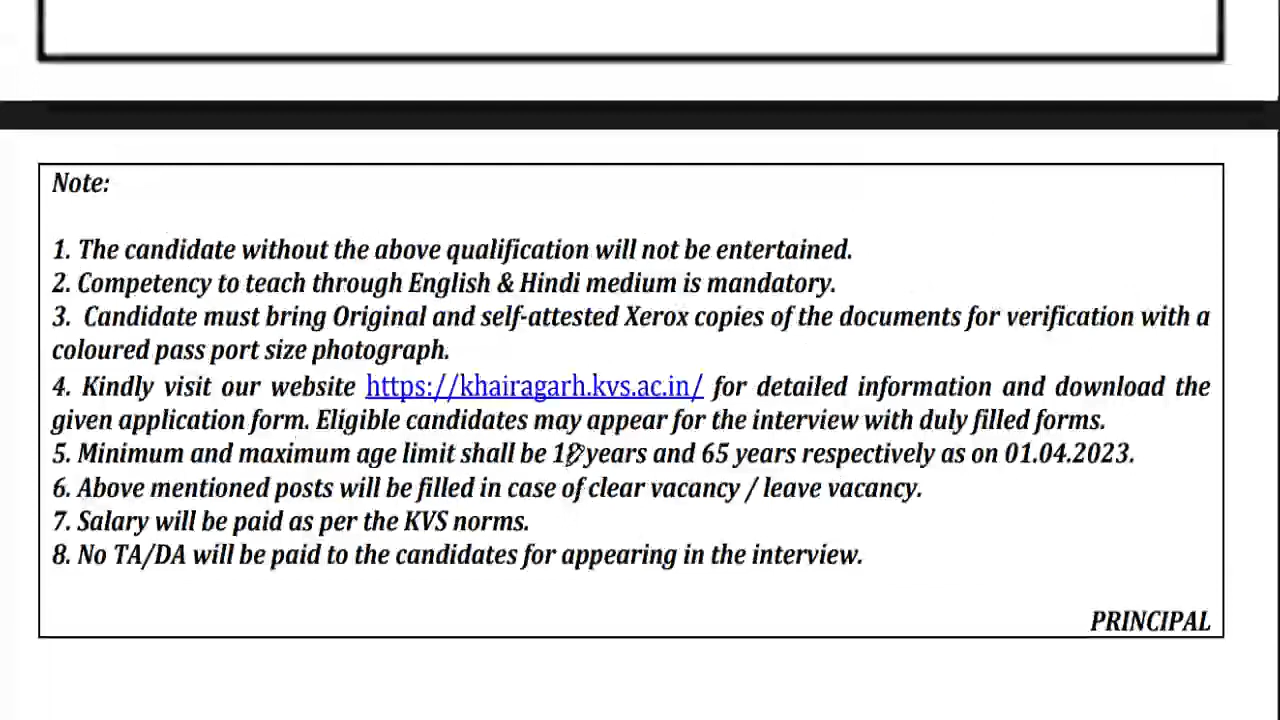 Note:
1. The candidate without the above qualification will not be entertained.
2. Competency to teach through English & Hindi medium is mandatory.
3. Candidate must bring Original and self-attested Xerox copies of the documents for verification with a
coloured pass port size photograph.
4. Kindly visit our website https://khairagarh.kvs.ac.in/ for detailed information and download the
given application form. Eligible candidates may appear for the interview with duly filled forms.
5. Minimum and maximum age limit shall be 18 years and 65 years respectively as on 01.04.2023.
6. Above mentioned posts will be filled in case of clear vacancy / leave vacancy.
7. Salary will be paid as per the KVS norms.
8. No TA/DA will be paid to the candidates for appearing in the interview.
PRINCIPAL